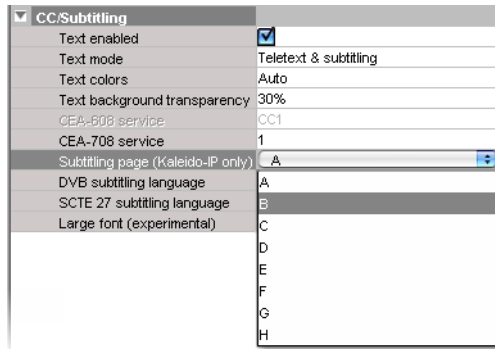 CC/Subtitling
Text enabled
Text mode Teletext & subtitling
Text colors Auto
Text background transparency 30%
CEA-608 service CC1
CEA-708 service 1
Subtitling page (Kaleido-IP only) A
DVB subtitling language A
SCTE 27 subtitling language B
Large font (experimental) C
D
E
F
G
H